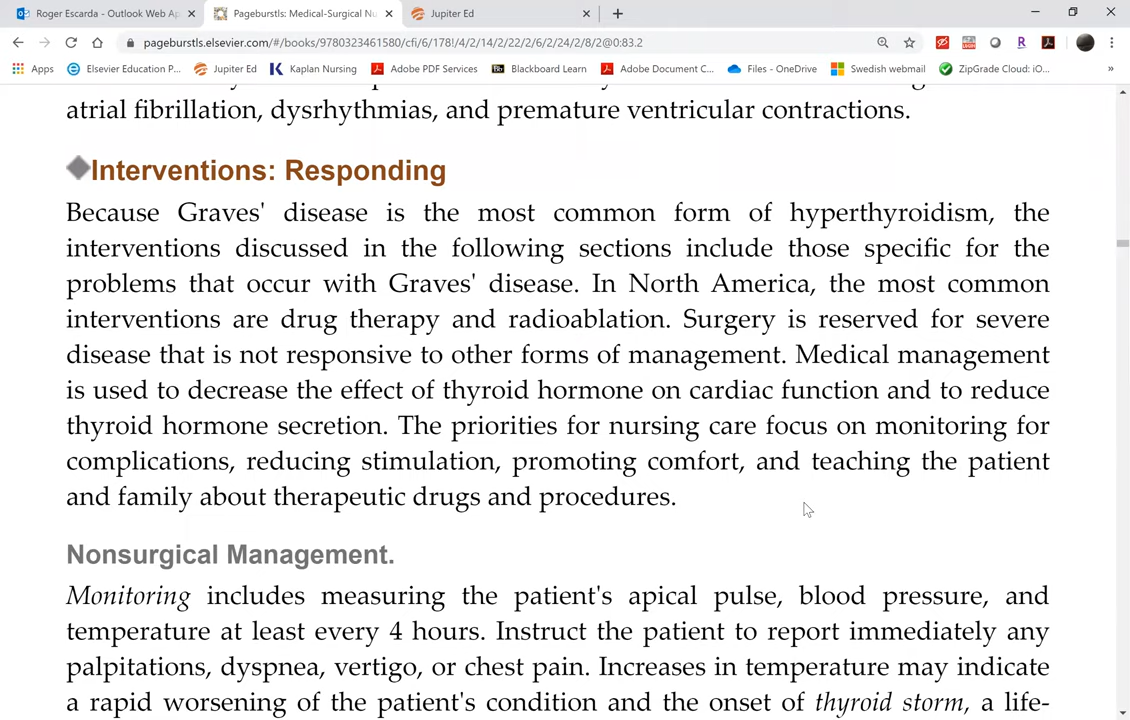 Roger Escarda - Outlook Web Ap
Pageburstls: Medical-Surgical Nu
Jupiter Ed
pageburstls.elsevier.com/#/books/9780323461580/cfi/6/178!/4/2/14/2/22/2/6/2/24/2/8/2@0:83.2
Apps
Elsevier Education P...
Jupiter Ed
Kaplan Nursing
Adobe PDF Services
Bb
Blackboard Learn
Adobe Document C...
Files - OneDrive
Swedish webmail
ZipGrade Cloud: iO...
»
atrial fibrillation, dysrhythmias, and premature ventricular contractions.
Interventions: Responding
Because Graves' disease is the most common form of hyperthyroidism, the
interventions discussed in the following sections include those specific for the
problems that occur with Graves' disease. In North America, the most common
interventions are drug therapy and radioablation. Surgery is reserved for severe
disease that is not responsive to other forms of management. Medical management
is used to decrease the effect of thyroid hormone on cardiac function and to reduce
thyroid hormone secretion. The priorities for nursing care focus on monitoring for
complications, reducing stimulation, promoting comfort, and teaching the patient
and family about therapeutic drugs and procedures.
Nonsurgical Management.
Monitoring includes measuring the patient's apical pulse, blood pressure, and
temperature at least every 4 hours. Instruct the patient to report immediately any
palpitations, dyspnea, vertigo, or chest pain. Increases in temperature may indicate
a rapid worsening of the patient's condition and the onset of thyroid storm, a life-